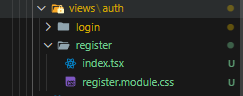 views\auth
login
register
index.tsx U
register.module.css U